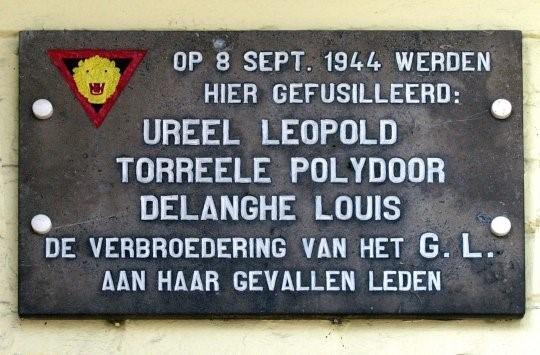 OP 8 SEPT. 1944 WERDEN
HIER GEFUSILLEERD:
UREEL LEOPOLD
TORREELE POLYDOOR
DELANGHE LOUIS
DE VERBROEDERING VAN HET G. L.
AAN HAAR GEVALLEN LEDEN